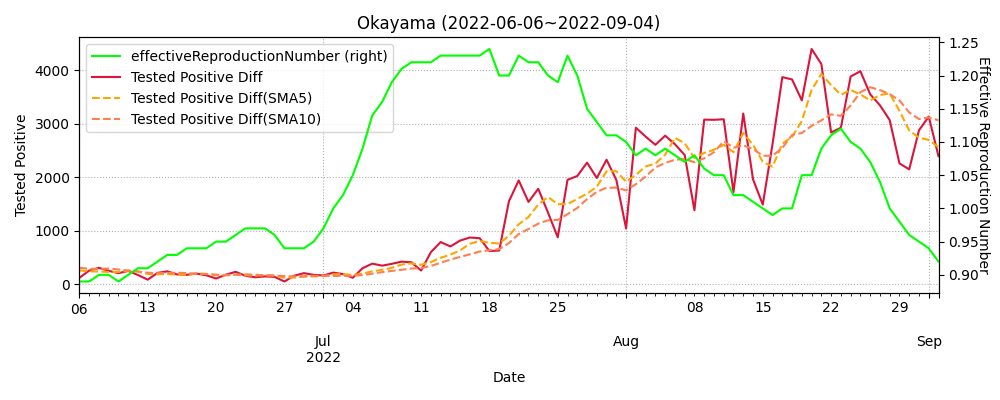 Okayama (2022-06-06~2022-09-04)
effectiveReproductionNumber (right)
Tested Positive Diff
Tested Positive Diff(SMA5)
Tested Positive Diff(SMA10)
Tested Positive
4000
3000
2000
1000
0
1.25
1.20
1.15
1.10
1.05
1.00
0.95
0.90
Effective Reproduction Number
06 13 20 27 04 11 18 25 08 15 22 29
Jul Aug Sep
2022
Date